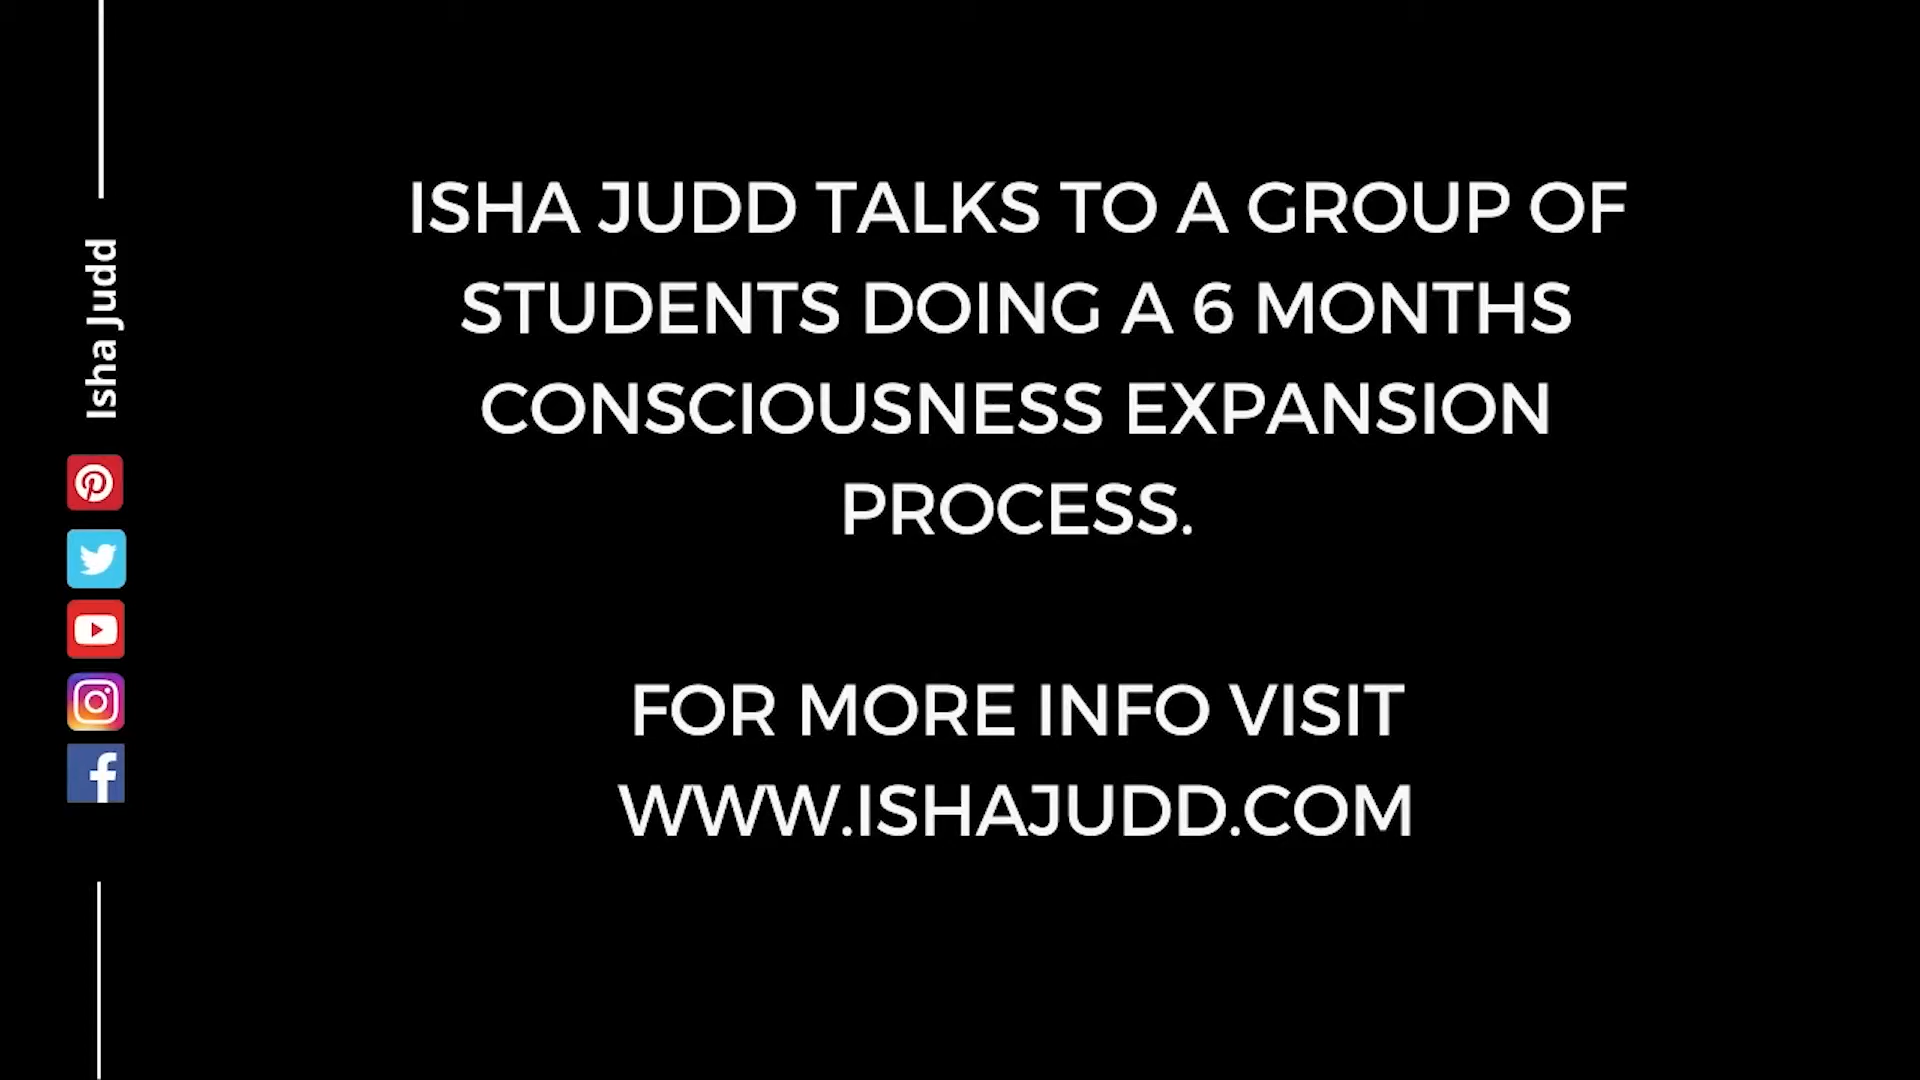 Isha Judd
ISHA JUDD TALKS TO A GROUP OF
STUDENTS DOING A 6 MONTHS
CONSCIOUSNESS EXPANSION
PROCESS.
FOR MORE INFO VISIT
WWW.ISHAJUDD.COM